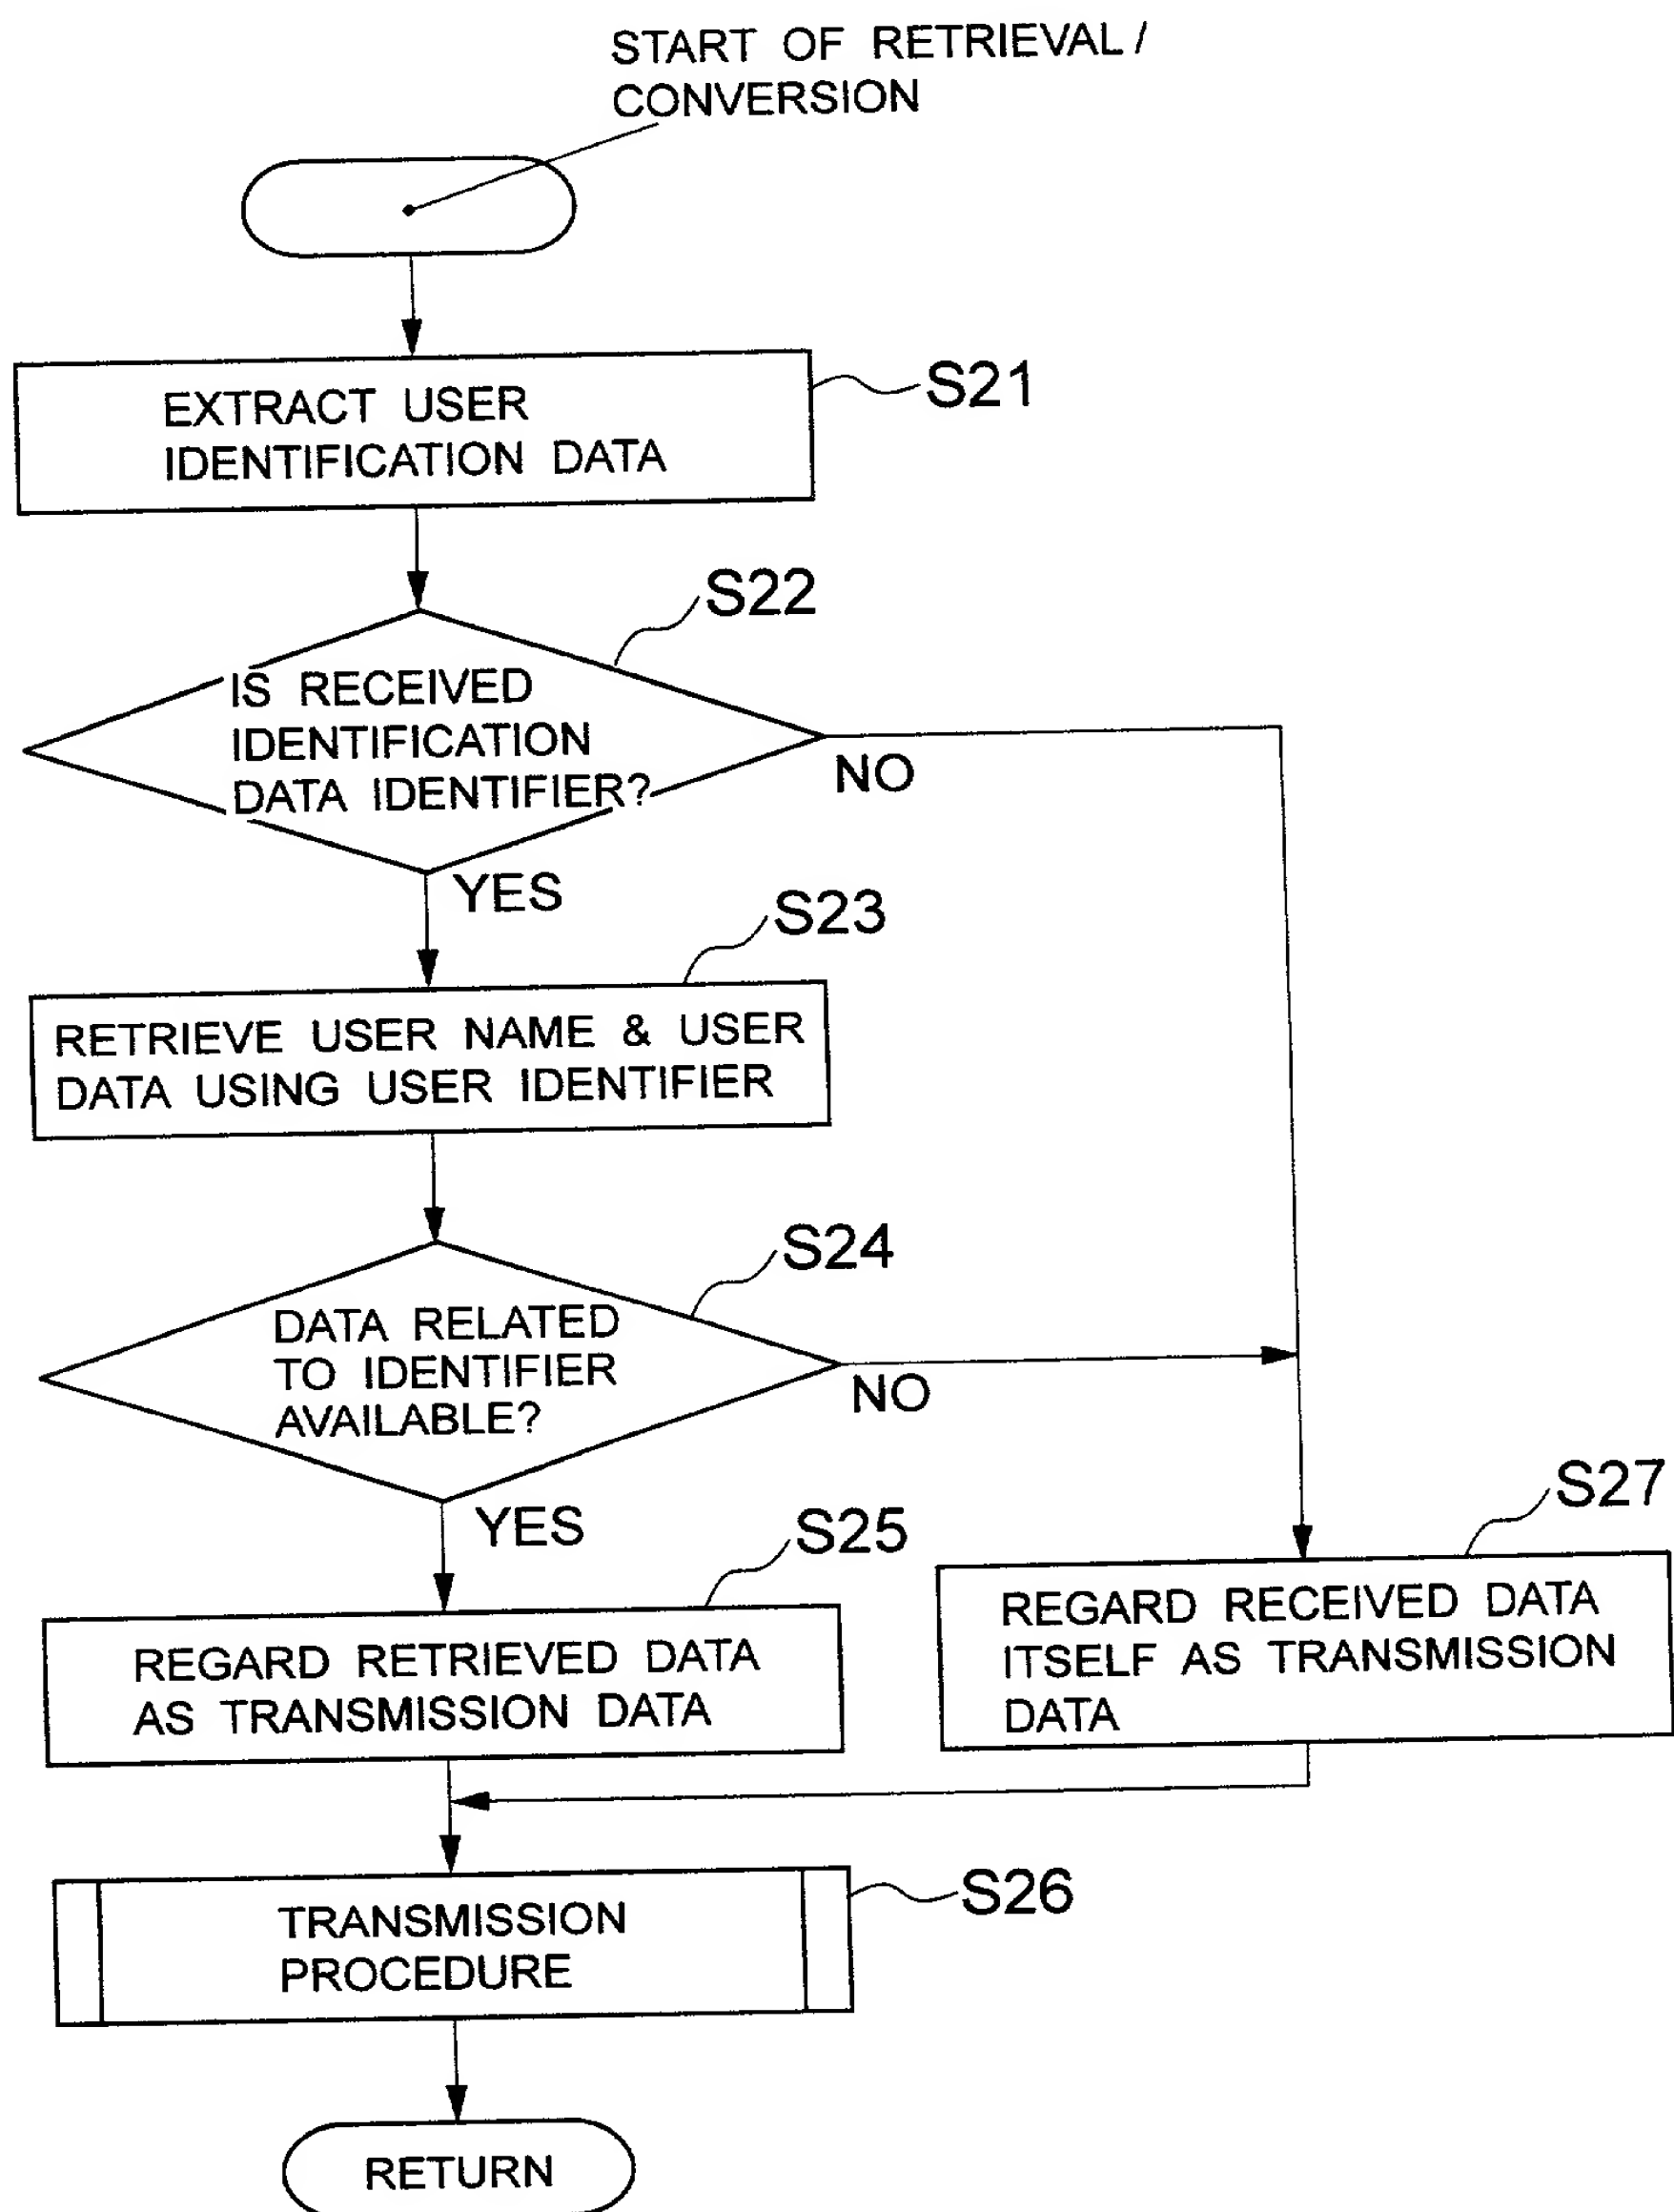 START OF RETRIEVAL /
CONVERSION
EXTRACT USER
IDENTIFICATION DATA
S21
S22
IS RECEIVED
IDENTIFICATION
DATA IDENTIFIER?
NO
YES
S23
RETRIEVE USER NAME & USER
DATA USING USER IDENTIFIER
S24
DATA RELATED
TO IDENTIFIER
AVAILABLE?
NO
YES
S25
REGARD RETRIEVED DATA
AS TRANSMISSION DATA
S27
REGARD RECEIVED DATA
ITSELF AS TRANSMISSION
DATA
S26
TRANSMISSION
PROCEDURE
RETURN